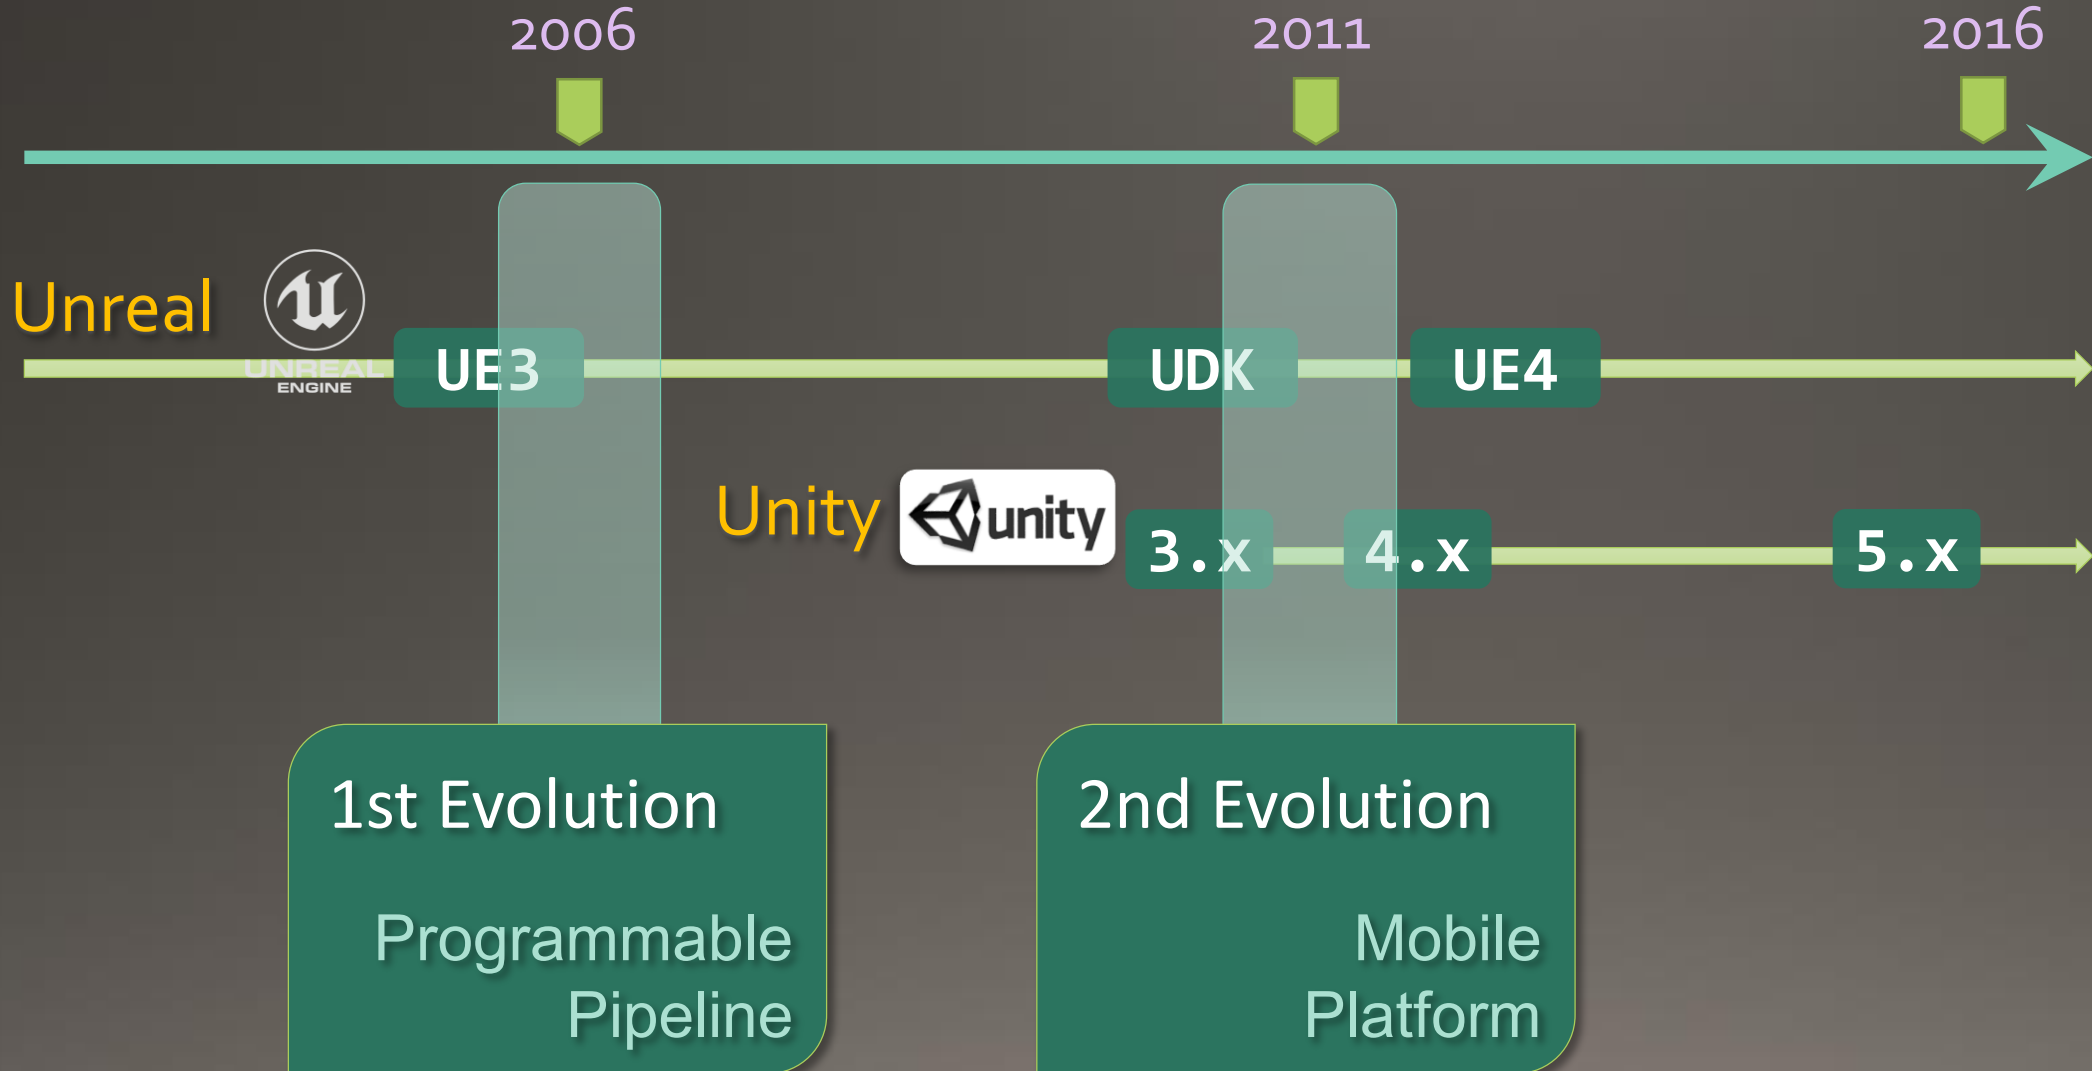 2006
2011
2016
Unreal
UNREAL
ENGINE
UE3
UDK
UE4
Unity
unity
3.x
4.x
5.x
1st Evolution
Programmable
Pipeline
2nd Evolution
Mobile
Platform